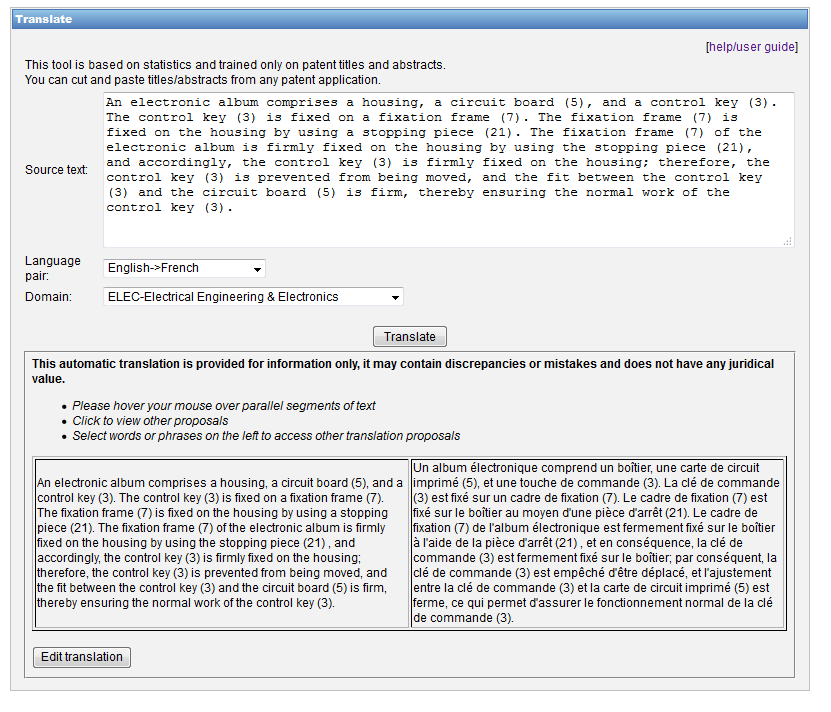 Translate
[help/user guide]
This tool is based on statistics and trained only on patent titles and abstracts.
You can cut and paste titles/abstracts from any patent application.
Source text:
An electronic album comprises a housing, a circuit board (5), and a control key (3).
The control key (3) is fixed on a fixation frame (7). The fixation frame (7) is
fixed on the housing by using a stopping piece (21). The fixation frame (7) of the
electronic album is firmly fixed on the housing by using the stopping piece (21),
and accordingly, the control key (3) is firmly fixed on the housing; therefore, the
control key (3) is prevented from being moved, and the fit between the control key
(3) and the circuit board (5) is firm, thereby ensuring the normal work of the
control key (3).
Language
pair:
English->French
Domain:
ELEC-Electrical Engineering & Electronics
Translate
This automatic translation is provided for information only, it may contain discrepancies or mistakes and does not have any juridical
value.
• Please hover your mouse over parallel segments of text
• Click to view other proposals
• Select words or phrases on the left to access other translation proposals
An electronic album comprises a housing, a circuit board (5), and a
control key (3). The control key (3) is fixed on a fixation frame (7).
The fixation frame (7) is fixed on the housing by using a stopping
piece (21). The fixation frame (7) of the electronic album is firmly
fixed on the housing by using the stopping piece (21) , and
accordingly, the control key (3) is firmly fixed on the housing;
therefore, the control key (3) is prevented from being moved, and
the fit between the control key (3) and the circuit board (5) is firm,
thereby ensuring the normal work of the control key (3).
Un album électronique comprend un boîtier, une carte de circuit
imprimé (5), et une touche de commande (3). La clé de commande
(3) est fixé sur un cadre de fixation (7). Le cadre de fixation (7) est
fixé sur le boîtier au moyen d'une pièce d'arrêt (21). Le cadre de
fixation (7) de l'album électronique est fermement fixé sur le boîtier
à l'aide de la pièce d'arrêt (21) , et en conséquence, la clé de
commande (3) est fermement fixé sur le boîtier; par conséquent, la
clé de commande (3) est empêché d'être déplacé, et l'ajustement
entre la clé de commande (3) et la carte de circuit imprimé (5) est
ferme, ce qui permet d'assurer le fonctionnement normal de la clé
de commande (3).
Edit translation